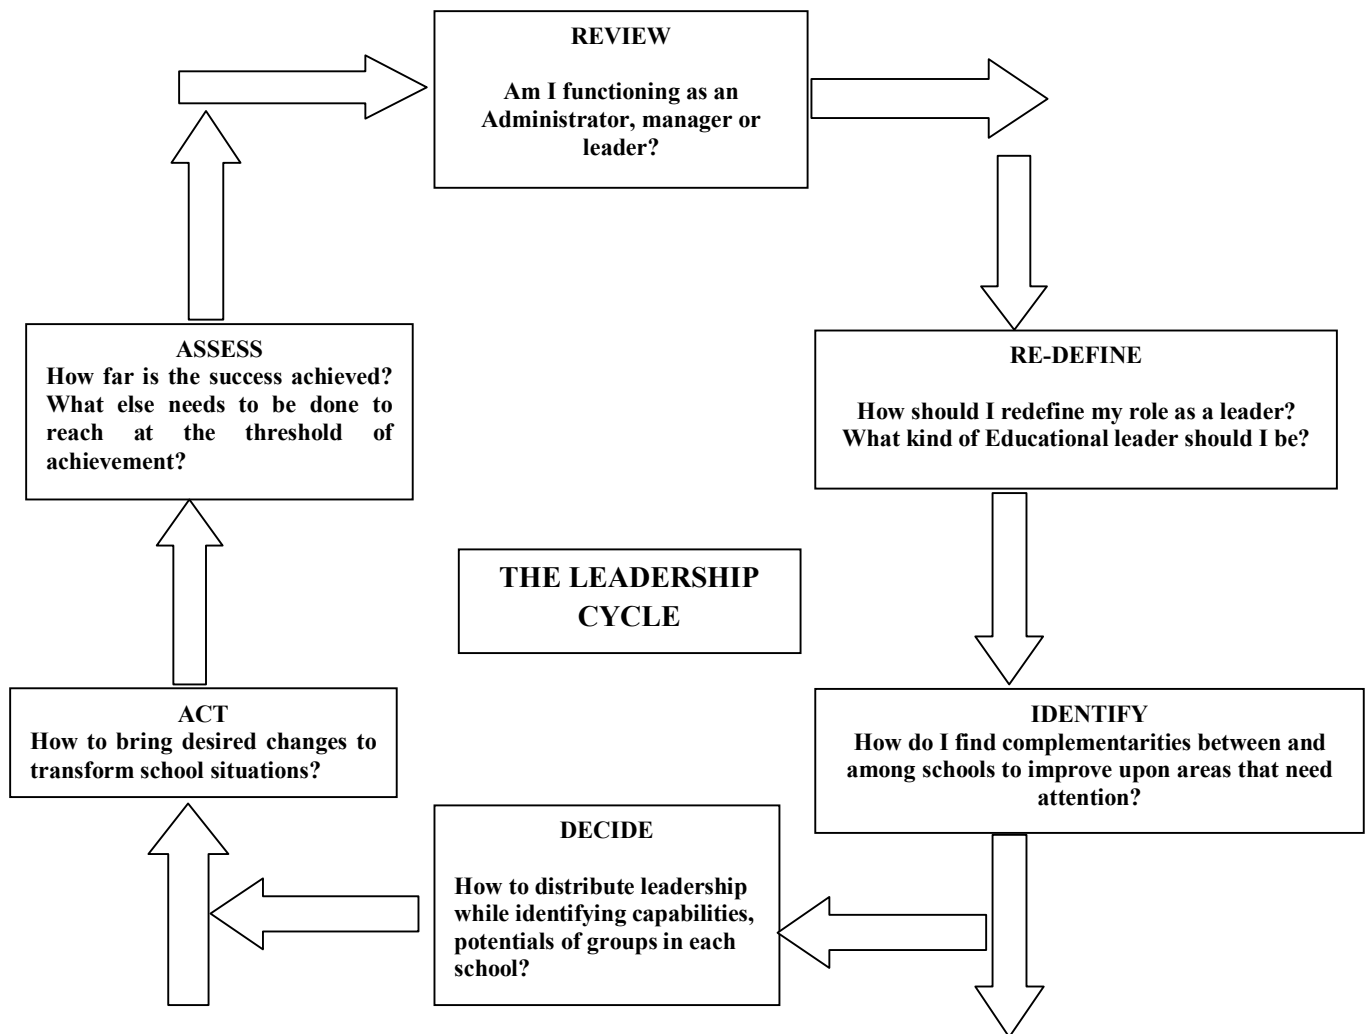 REVIEW
Am I functioning as an
Administrator, manager or
leader?
RE-DEFINE
How should I redefine my role as a leader?
What kind of Educational leader should I be?
IDENTIFY
How do I find complementarities between and
among schools to improve upon areas that need
attention?
DECIDE
How to distribute leadership
while identifying capabilities,
potentials of groups in each
school?
ACT
How to bring desired changes to
transform school situations?
ASSESS
How far is the success achieved?
What else needs to be done to
reach at the threshold of
achievement?
THE LEADERSHIP
CYCLE